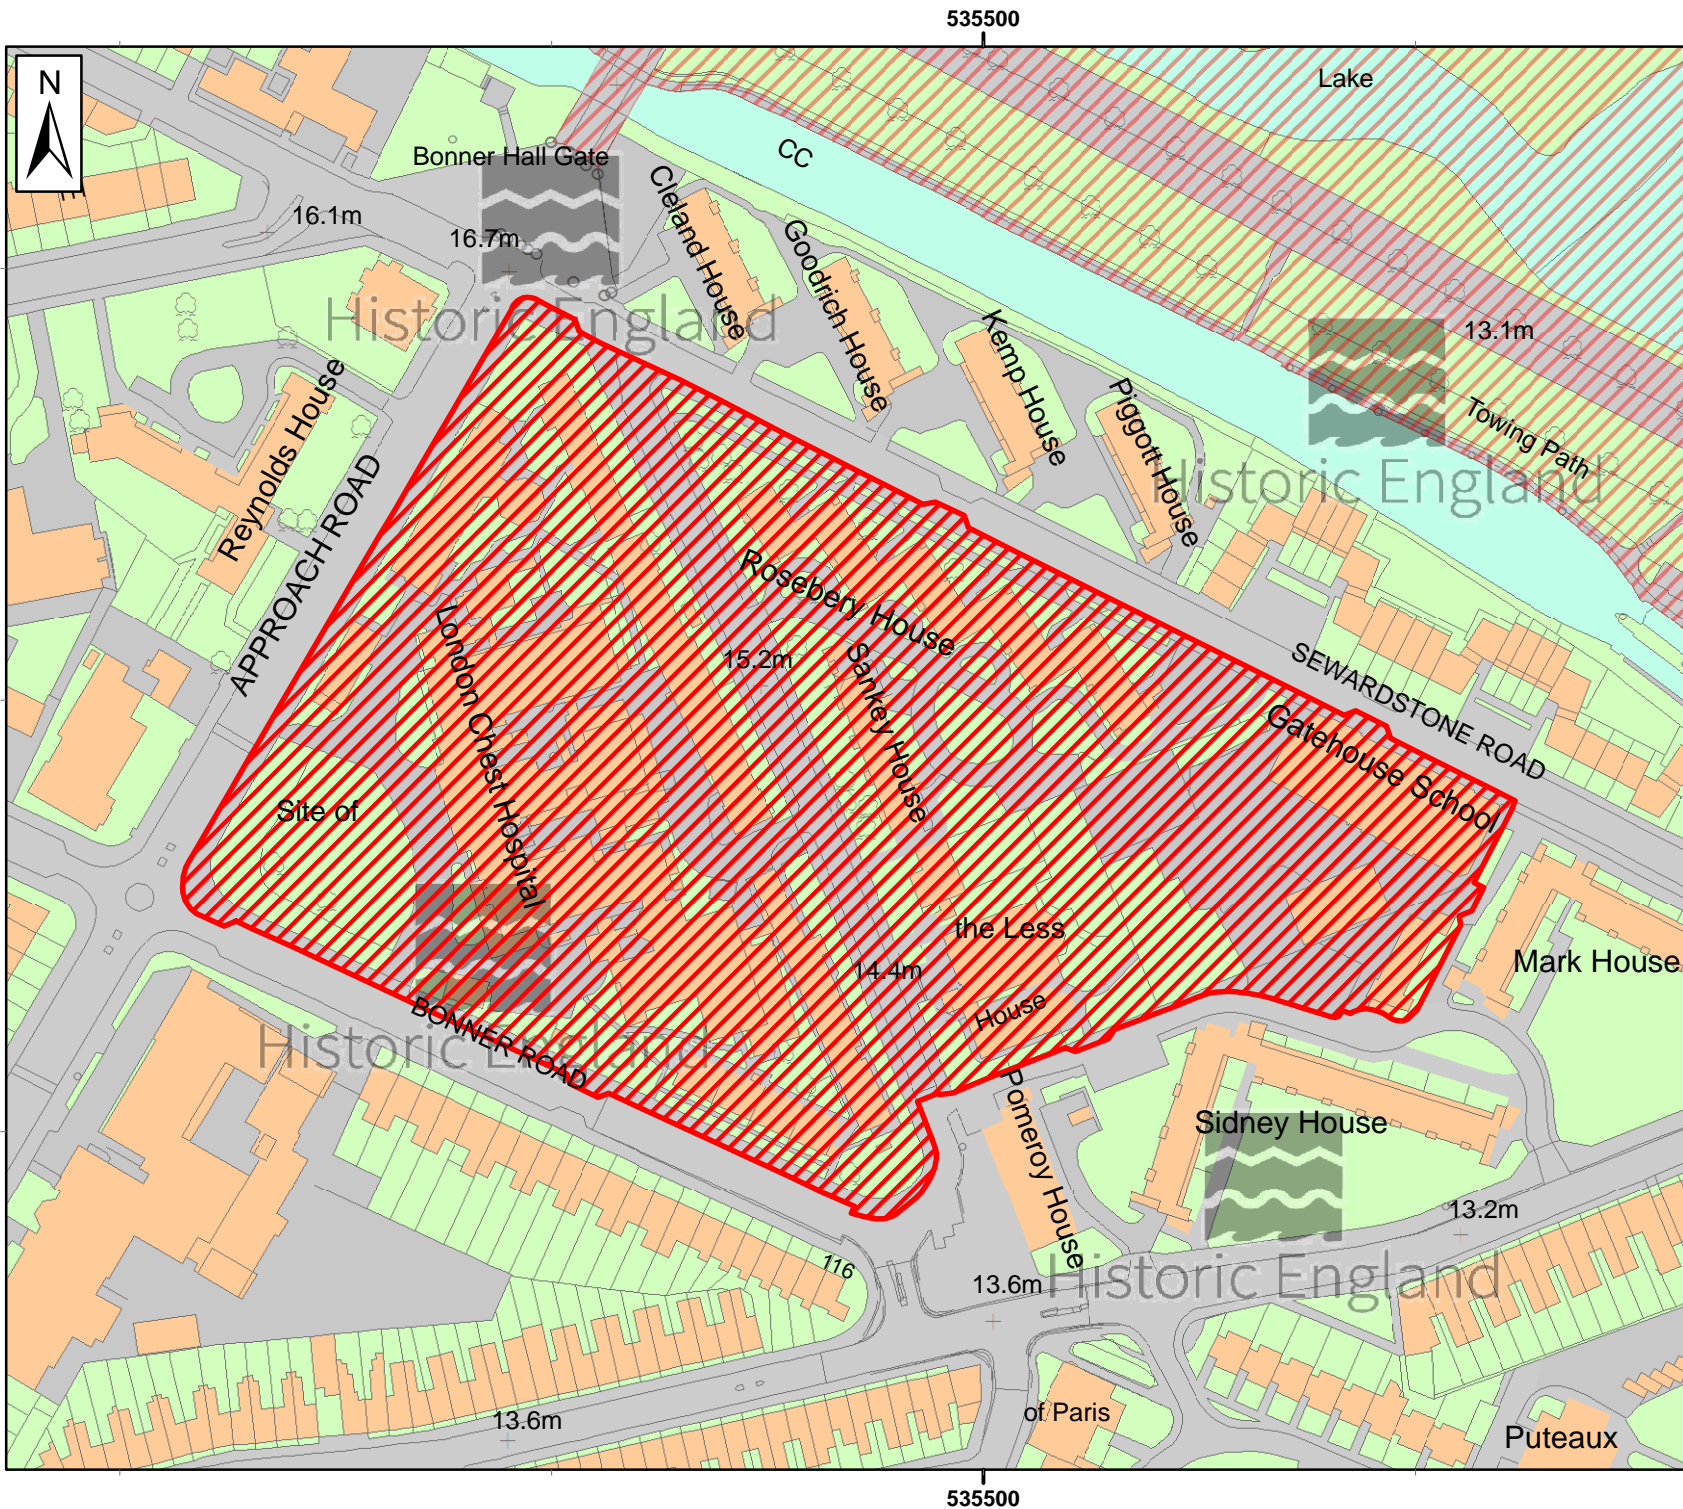 535500
N
Lake
Bonner Hall Gate
CC
Cleland House
16.1m
16.7m
Goodrich House
Historic England
Kemp House
13.1m
Reynolds House
Piggott House
Towing Path
Historic England
APPROACH ROAD
Rosebery House
London Chest Hospital
15.2m
Sankey House
SEWARDSTONE ROAD
Gatehouse School
Site of
the Less
14.4m
Mark House
House
BONNER ROAD
Historic England
Pomeroy House
Sidney House
13.2m
116
13.6m
Historic England
of Paris
13.6m
Puteaux
535500